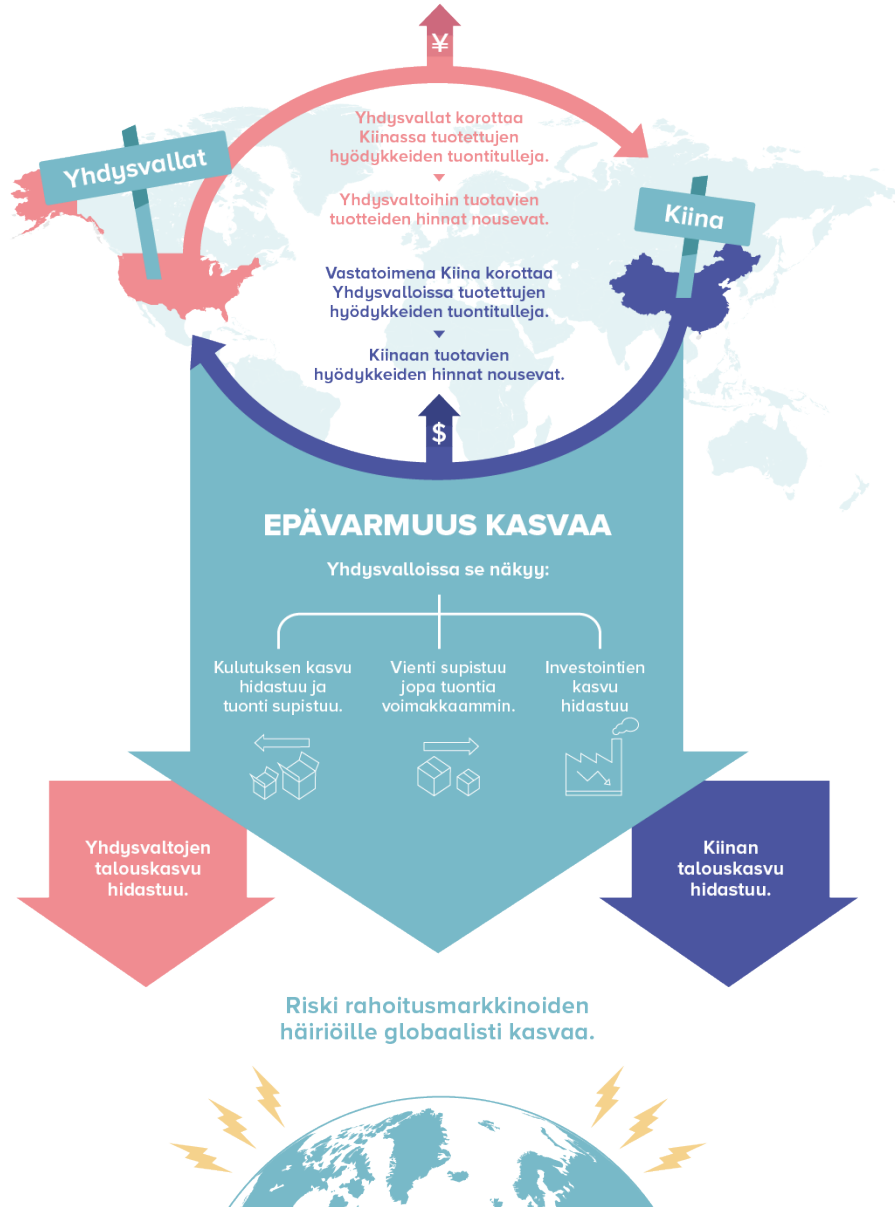 ¥
Yhdysvallat korottaa
Kiinassa tuotettujen
hyödykkeiden tuontitulleja.
Yhdysvaltoihin tuotavien
tuotteiden hinnat nousevat.
Yhdysvallat
Kiina
Vastatoimena Kiina korottaa
Yhdysvalloissa tuotettujen
hyödykkeiden tuontitulleja.
Kiinaan tuotavien
hyödykkeiden hinnat nousevat.
$
EPÄVARMUUS KASVAA
Yhdysvalloissa se näkyy:
Kulutuksen kasvu
hidastuu ja
tuonti supistuu.
Vienti supistuu
jopa tuontia
voimakkaammin.
Investointien
kasvu
hidastuu
Yhdysvaltojen
talouskasvu
hidastuu.
Kiinan
talouskasvu
hidastuu.
Riski rahoitusmarkkinoiden
häiriöille globaalisti kasvaa.